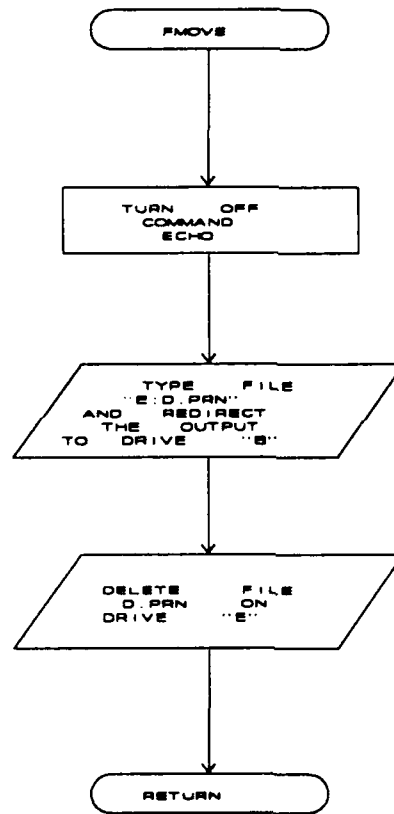 FMOVE
TURN OFF
COMMAND
ECHO
TYPE FILE
"E:D.PRN"
AND REDIRECT
THE OUTPUT
TO DRIVE "B"
DELETE FILE
D.PRN ON
DRIVE "E"
RETURN